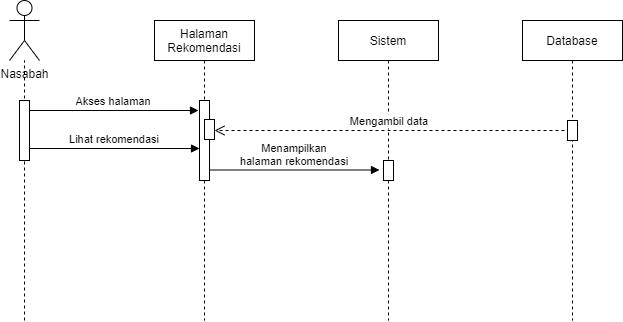 Nasabah
Halaman
Rekomendasi
Sistem
Database
Akses halaman
Mengambil data
Lihat rekomendasi
Menampilkan
halaman rekomendasi